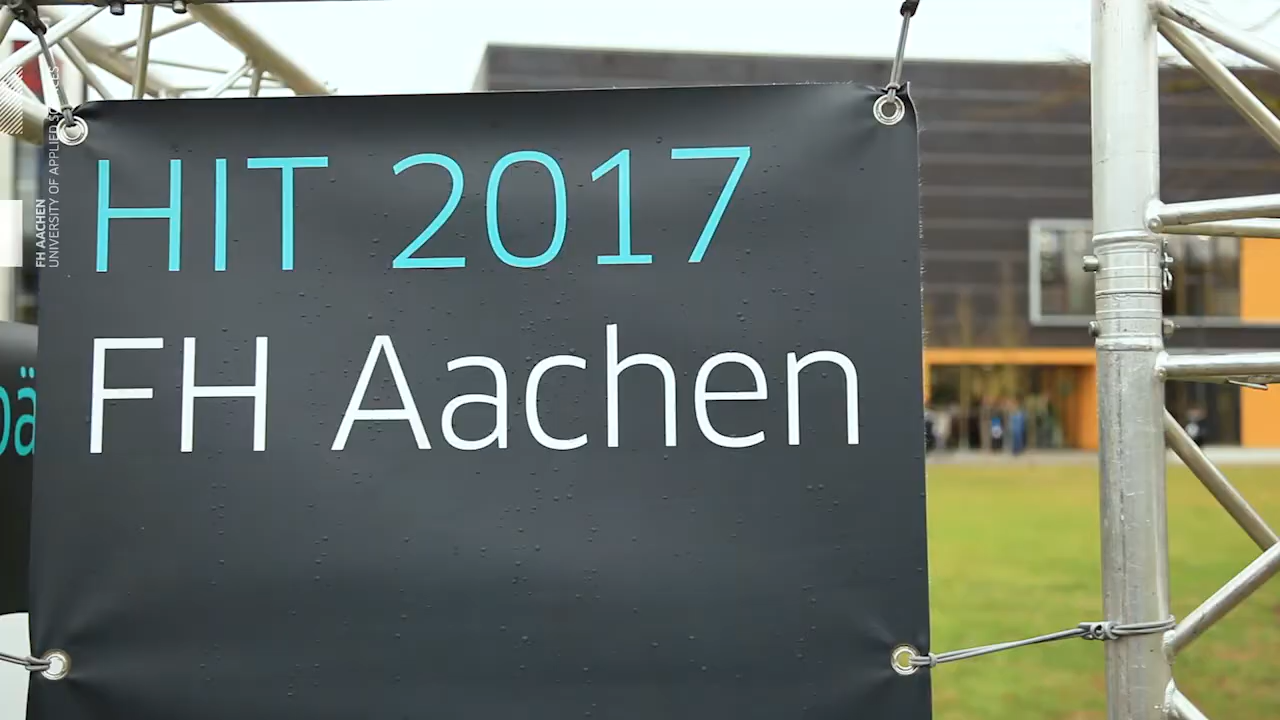 HIT 2017
FH Aachen
FH AACHEN
UNIVERSITY OF APPLIED SCIENCES